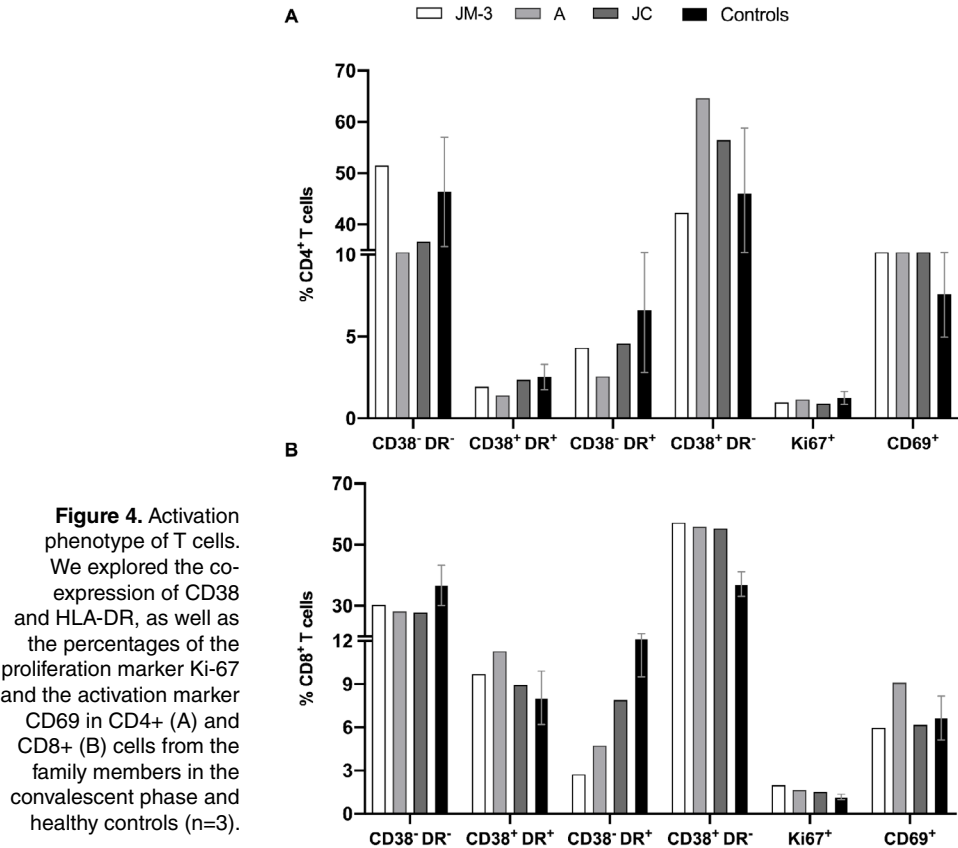 A
JM-3 A JC Controls
70
60
50
40
10
5
0
% CD4⁺ T cells
CD38⁻ DR⁻ CD38⁺ DR⁺ CD38⁻ DR⁺ CD38⁺ DR⁻ Ki67⁺ CD69⁺
B
70
50
30
12
9
6
3
0
% CD8⁺ T cells
CD38⁻ DR⁻ CD38⁺ DR⁺ CD38⁻ DR⁺ CD38⁺ DR⁻ Ki67⁺ CD69⁺
Figure 4. Activation
phenotype of T cells.
We explored the co-
expression of CD38
and HLA-DR, as well as
the percentages of the
proliferation marker Ki-67
and the activation marker
CD69 in CD4+ (A) and
CD8+ (B) cells from the
family members in the
convalescent phase and
healthy controls (n=3).